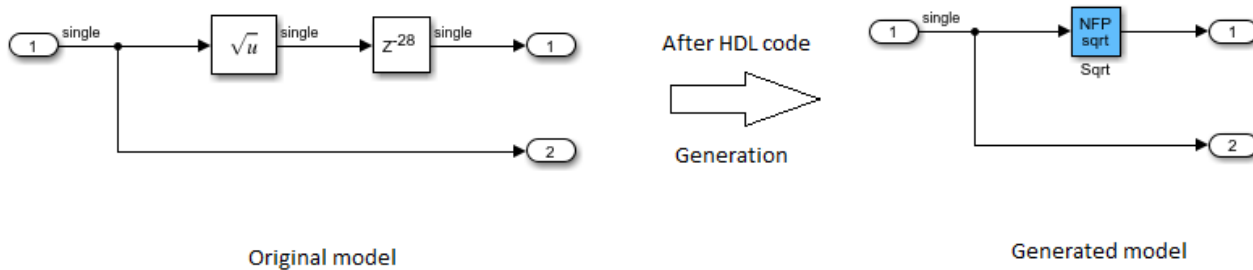 single
single
single
1
√u
Z-28
1
2
After HDL code
Generation
single
1
NFP
sqrt
Sqrt
1
2
Original model
Generated model